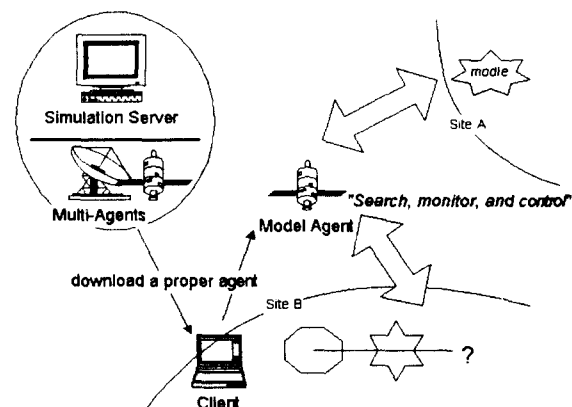 modle
Simulation Server
Site A
Multi-Agents
Model Agent
"Search, monitor, and control"
download a proper agent
Site B
?
Client